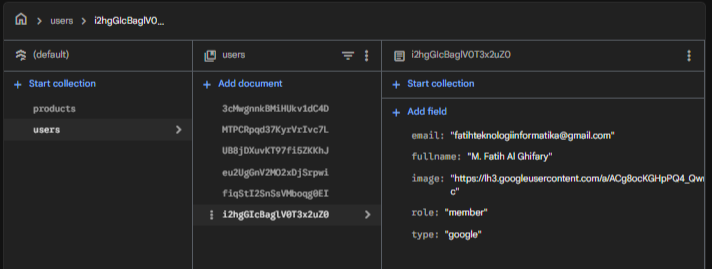 users > i2hgGIcBaglV0...
(default)
users
i2hgGIcBaglV0T3x2uZ0
+ Start collection
+ Add document
+ Start collection
products
users
3cMwgnnkBMiHUkv1dC4D
MTPCRpqd37KyrVrIvc7L
UB8jDXuvKT97fi5ZKKhJ
eu2UgGnV2MO2xDjSrpwi
fiqStI2SnSsVMboqg0EI
i2hgGIcBaglV0T3x2uZ0
+ Add field
email: "fatihteknologiinformatika@gmail.com"
fullname: "M. Fatih Al Ghifary"
image: "https://lh3.googleusercontent.com/a/ACg8ocKGHpPQ4_Qw
c"
role: "member"
type: "google"